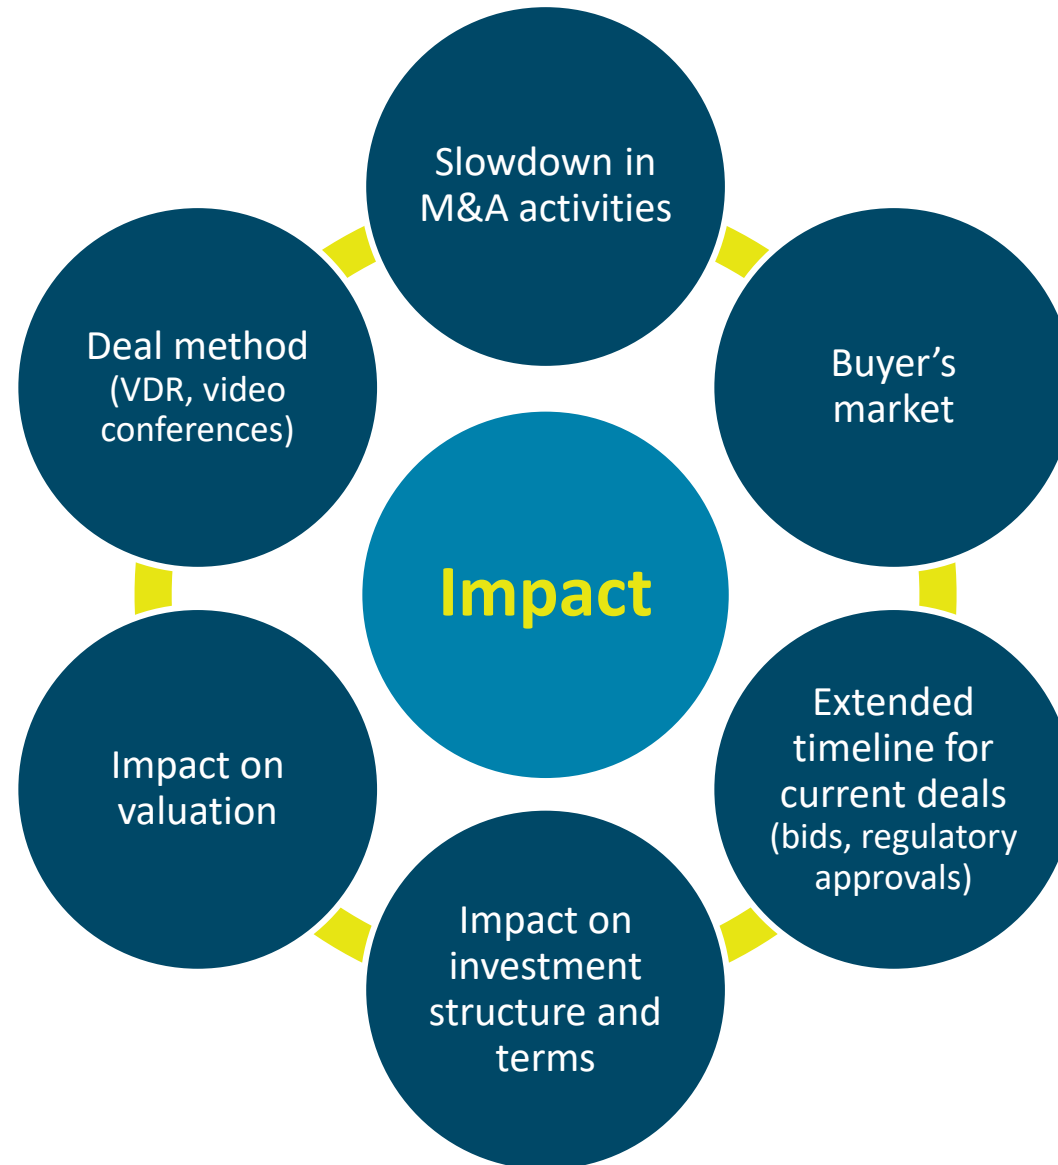 Slowdown in
M&A activities
Buyer’s
market
Extended
timeline for
current deals
(bids, regulatory
approvals)
Impact on
investment
structure and
terms
Impact on
valuation
Deal method
(VDR, video
conferences)
Impact